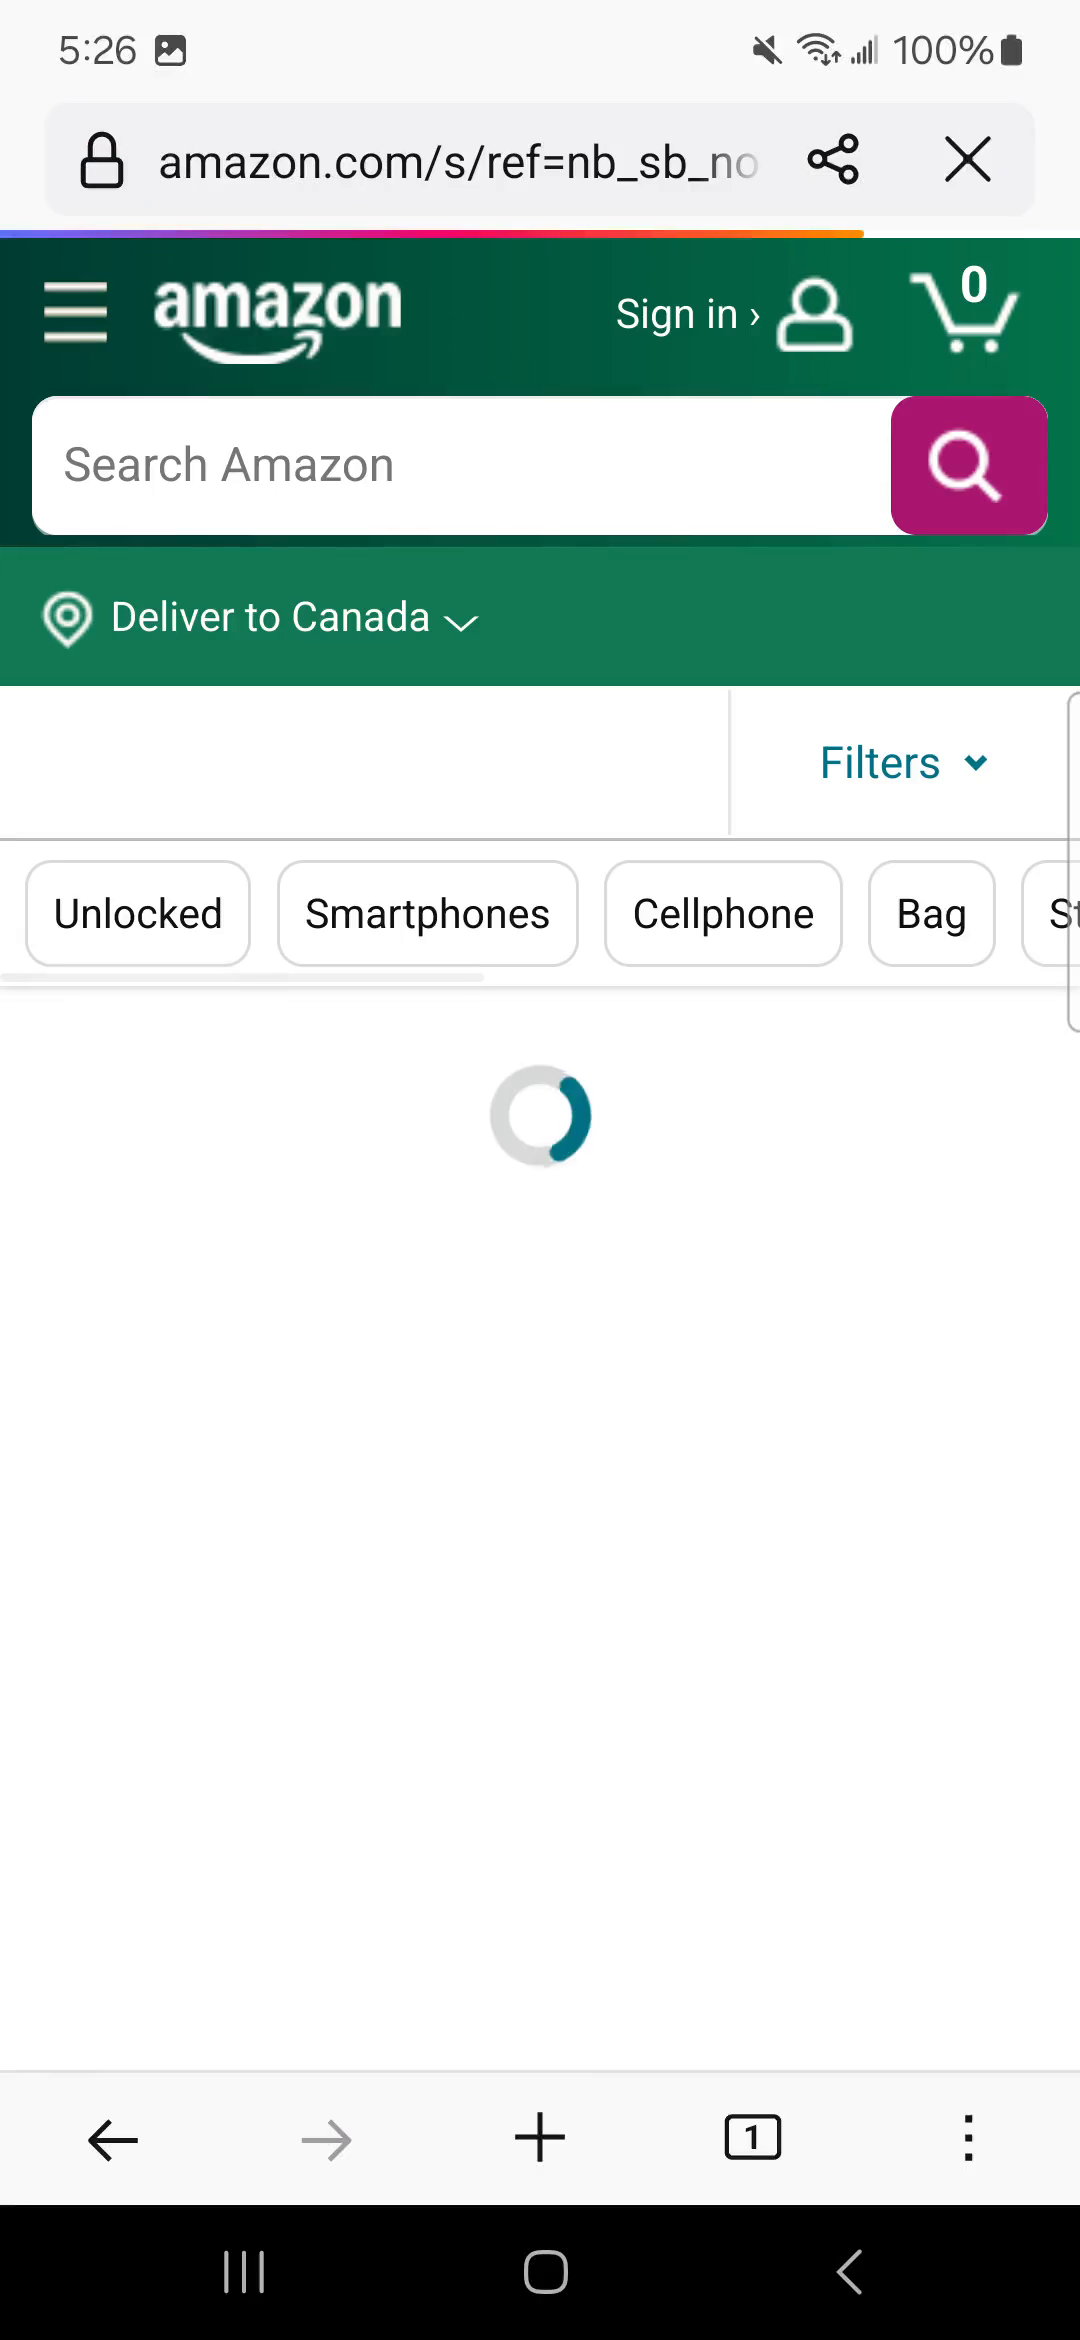 5:26 100%
amazon.com/s/ref=nb_sb_no
amazon Sign in › 0
Search Amazon
Deliver to Canada
Filters
Unlocked Smartphones Cellphone Bag St
1